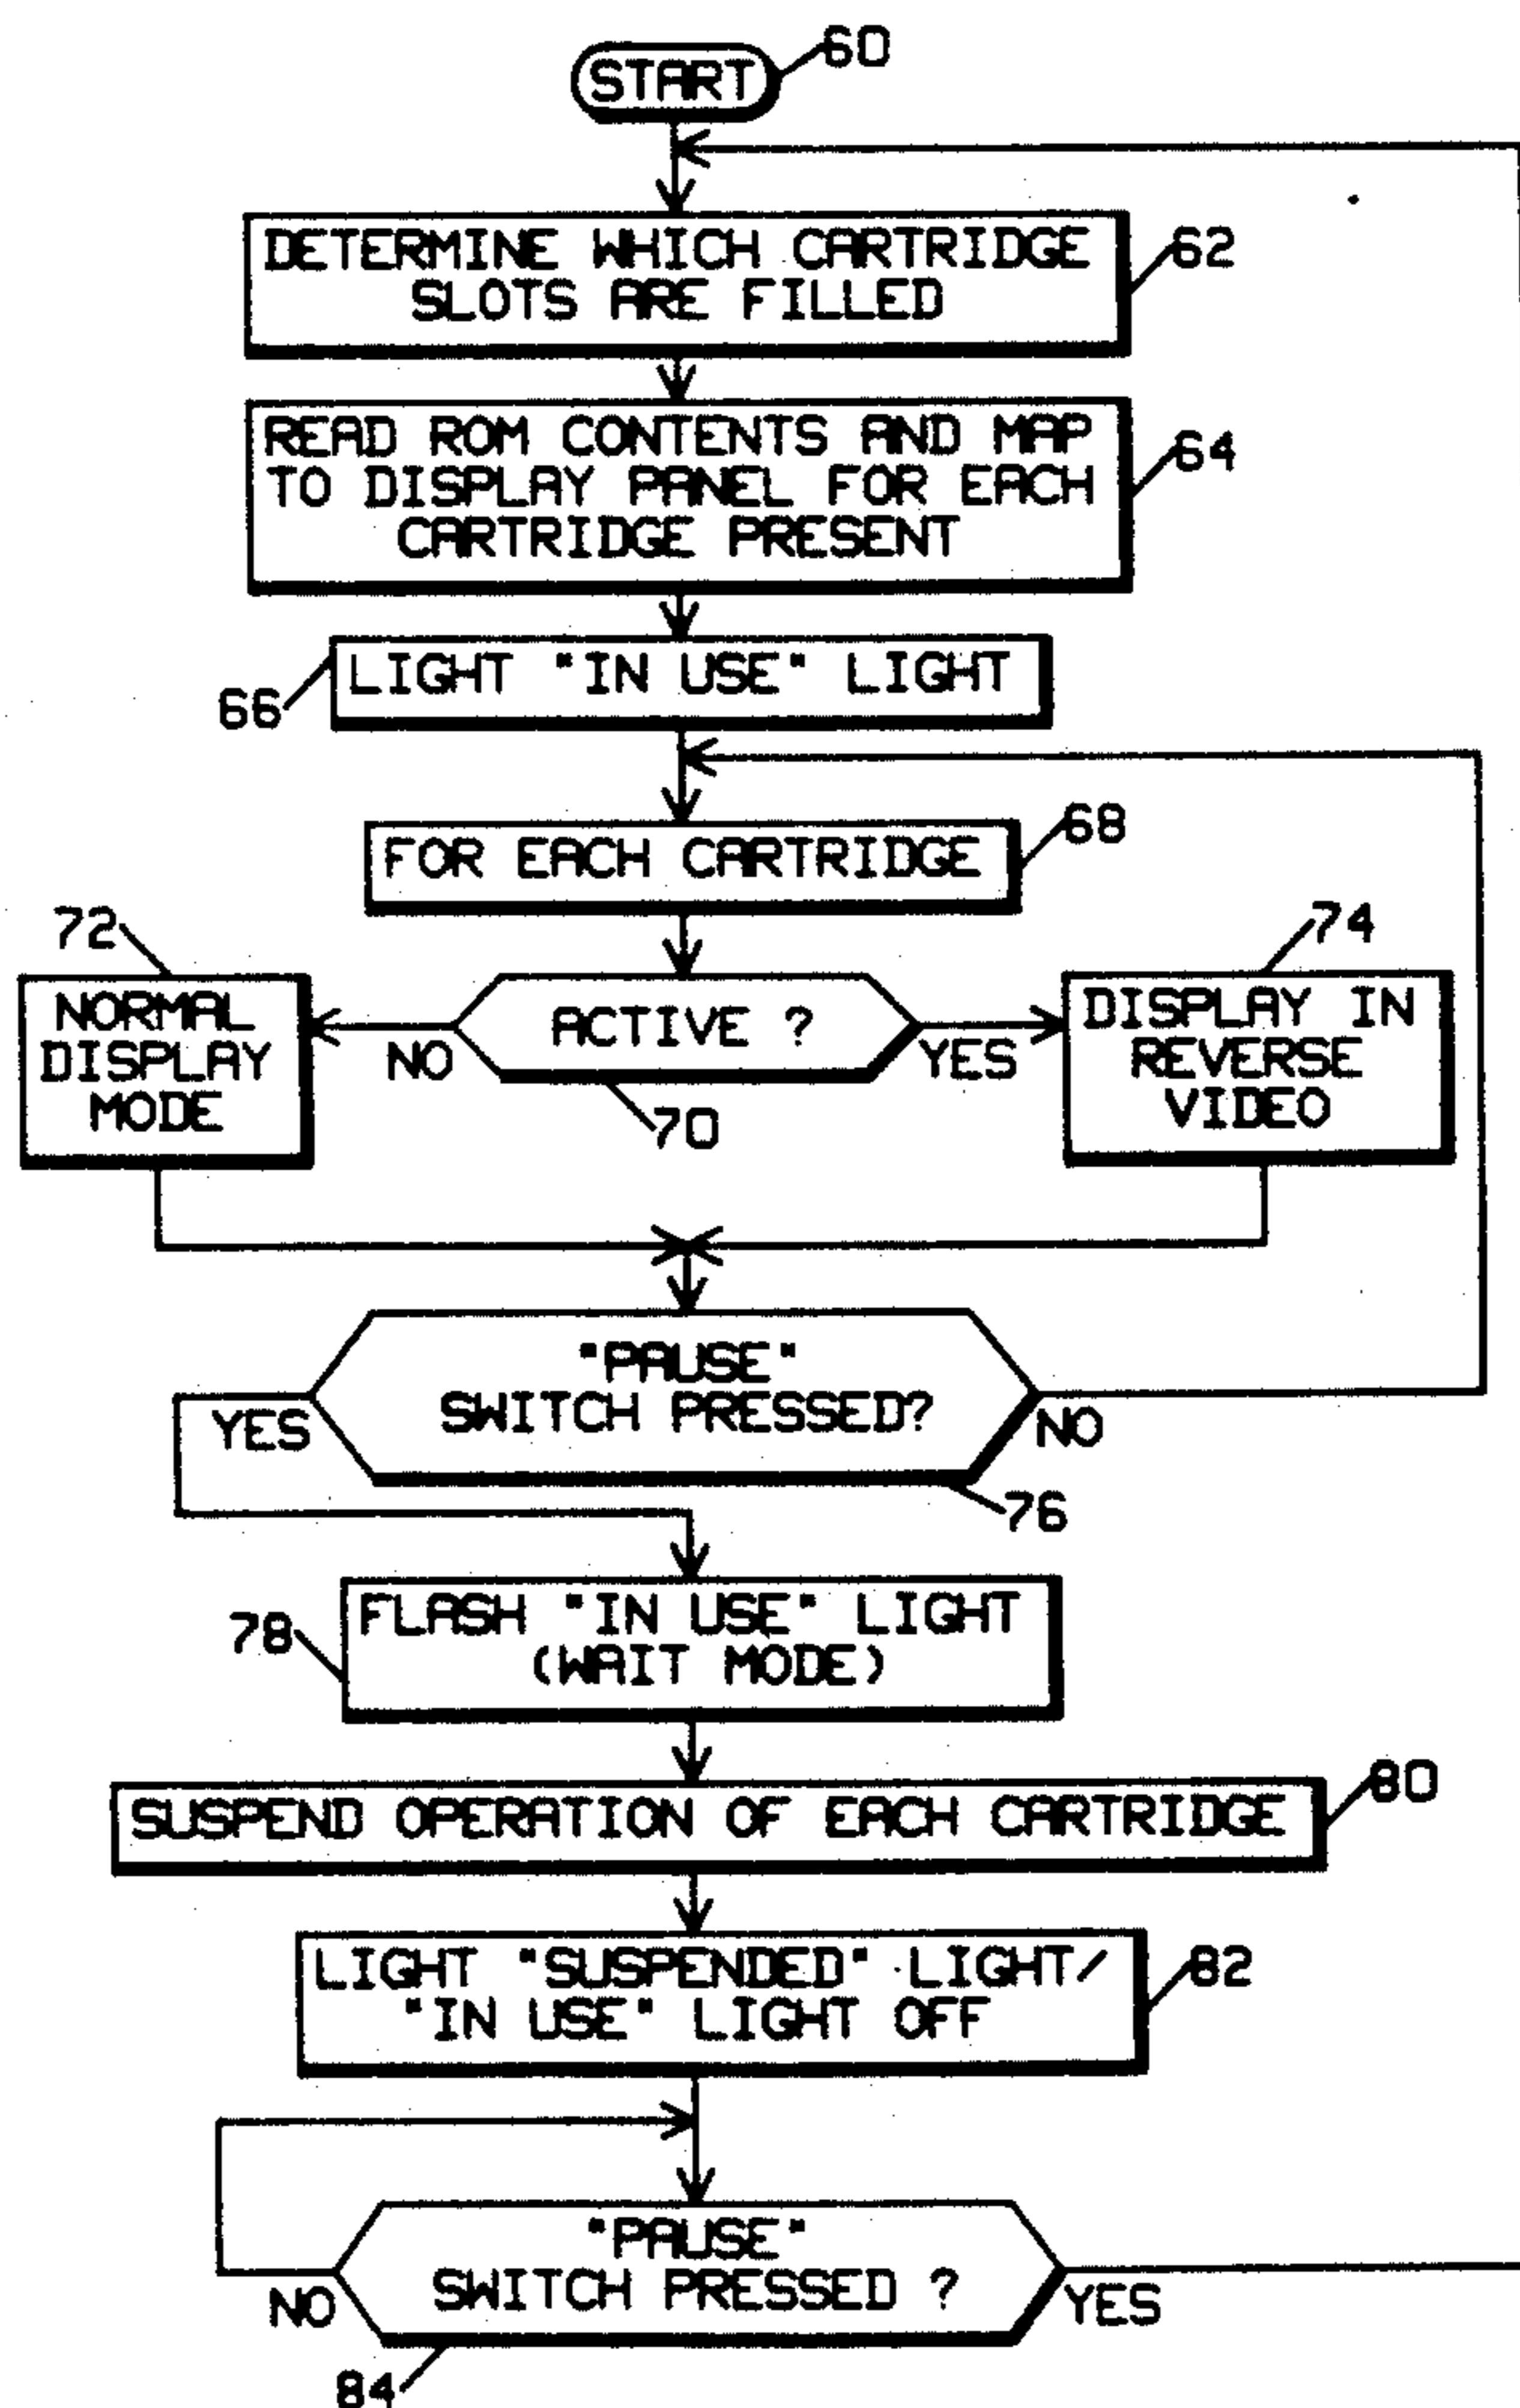 START
60
DETERMINE WHICH CARTRIDGE
SLOTS ARE FILLED
62
READ ROM CONTENTS AND MAP
TO DISPLAY PANEL FOR EACH
CARTRIDGE PRESENT
64
LIGHT "IN USE" LIGHT
66
FOR EACH CARTRIDGE
68
72
NORMAL
DISPLAY
MODE
NO
ACTIVE ?
YES
70
74
DISPLAY IN
REVERSE
VIDEO
"PAUSE"
SWITCH PRESSED?
YES
NO
76
FLASH "IN USE" LIGHT
(WAIT MODE)
78
SUSPEND OPERATION OF EACH CARTRIDGE
80
LIGHT "SUSPENDED" LIGHT/
"IN USE" LIGHT OFF
82
"PAUSE"
SWITCH PRESSED ?
NO
YES
84